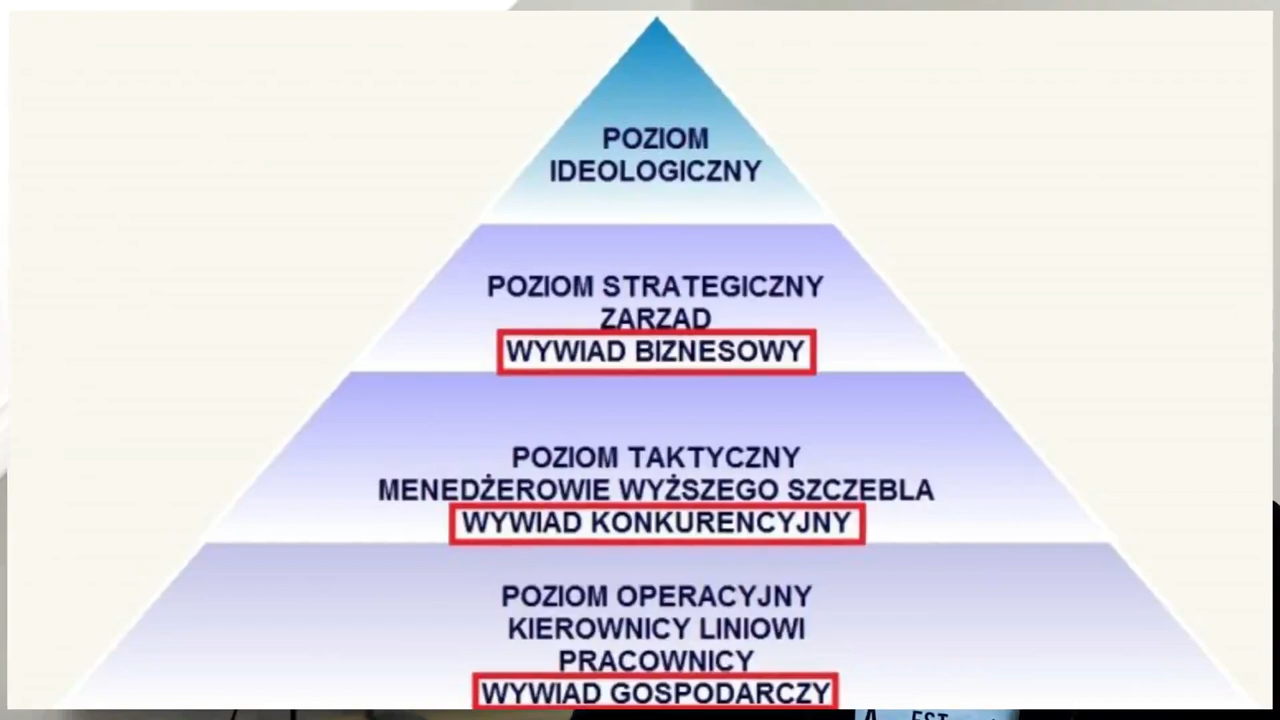 POZIOM
IDEOLOGICZNY
POZIOM STRATEGICZNY
ZARZAD
WYWIAD BIZNESOWY
POZIOM TAKTYCZNY
MENEDŻEROWIE WYŻSZEGO SZCZEBLA
WYWIAD KONKURENCYJNY
POZIOM OPERACYJNY
KIEROWNICY LINIOWI
PRACOWNICY
WYWIAD GOSPODARCZY